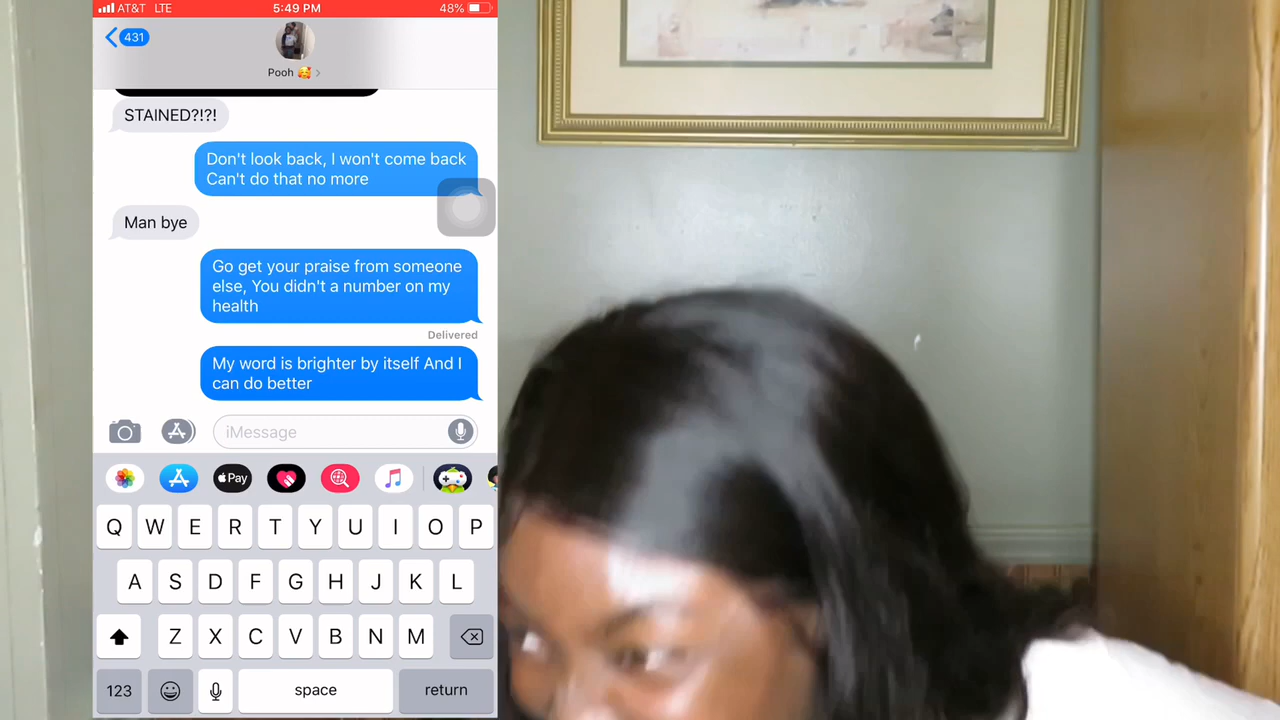 AT&T LTE 5:49 PM 48%
431
Pooh 🥰 >
STAINED?!?!
Don't look back, I won't come back
Can't do that no more
Man bye
Go get your praise from someone
else, You didn't a number on my
health
Delivered
My word is brighter by itself And I
can do better
iMessage
Pay
Q W E R T Y U I O P
A S D F G H J K L
Z X C V B N M
123 space return